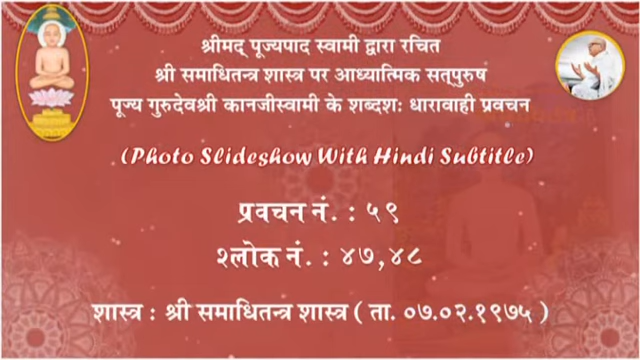 श्रीमद् पूज्यपाद स्वामी द्वारा रचित
श्री समाधितन्त्र शास्त्र पर आध्यात्मिक सत्पुरुष
पूज्य गुरुदेवश्री कानजीस्वामी के शब्दशः धारावाही प्रवचन
(Photo Slideshow With Hindi Subtitle)
प्रवचन नं. : ५९
श्लोक नं. : ४७,४८
शास्त्र : श्री समाधितन्त्र शास्त्र ( ता. ०७.०२.१९७५ )